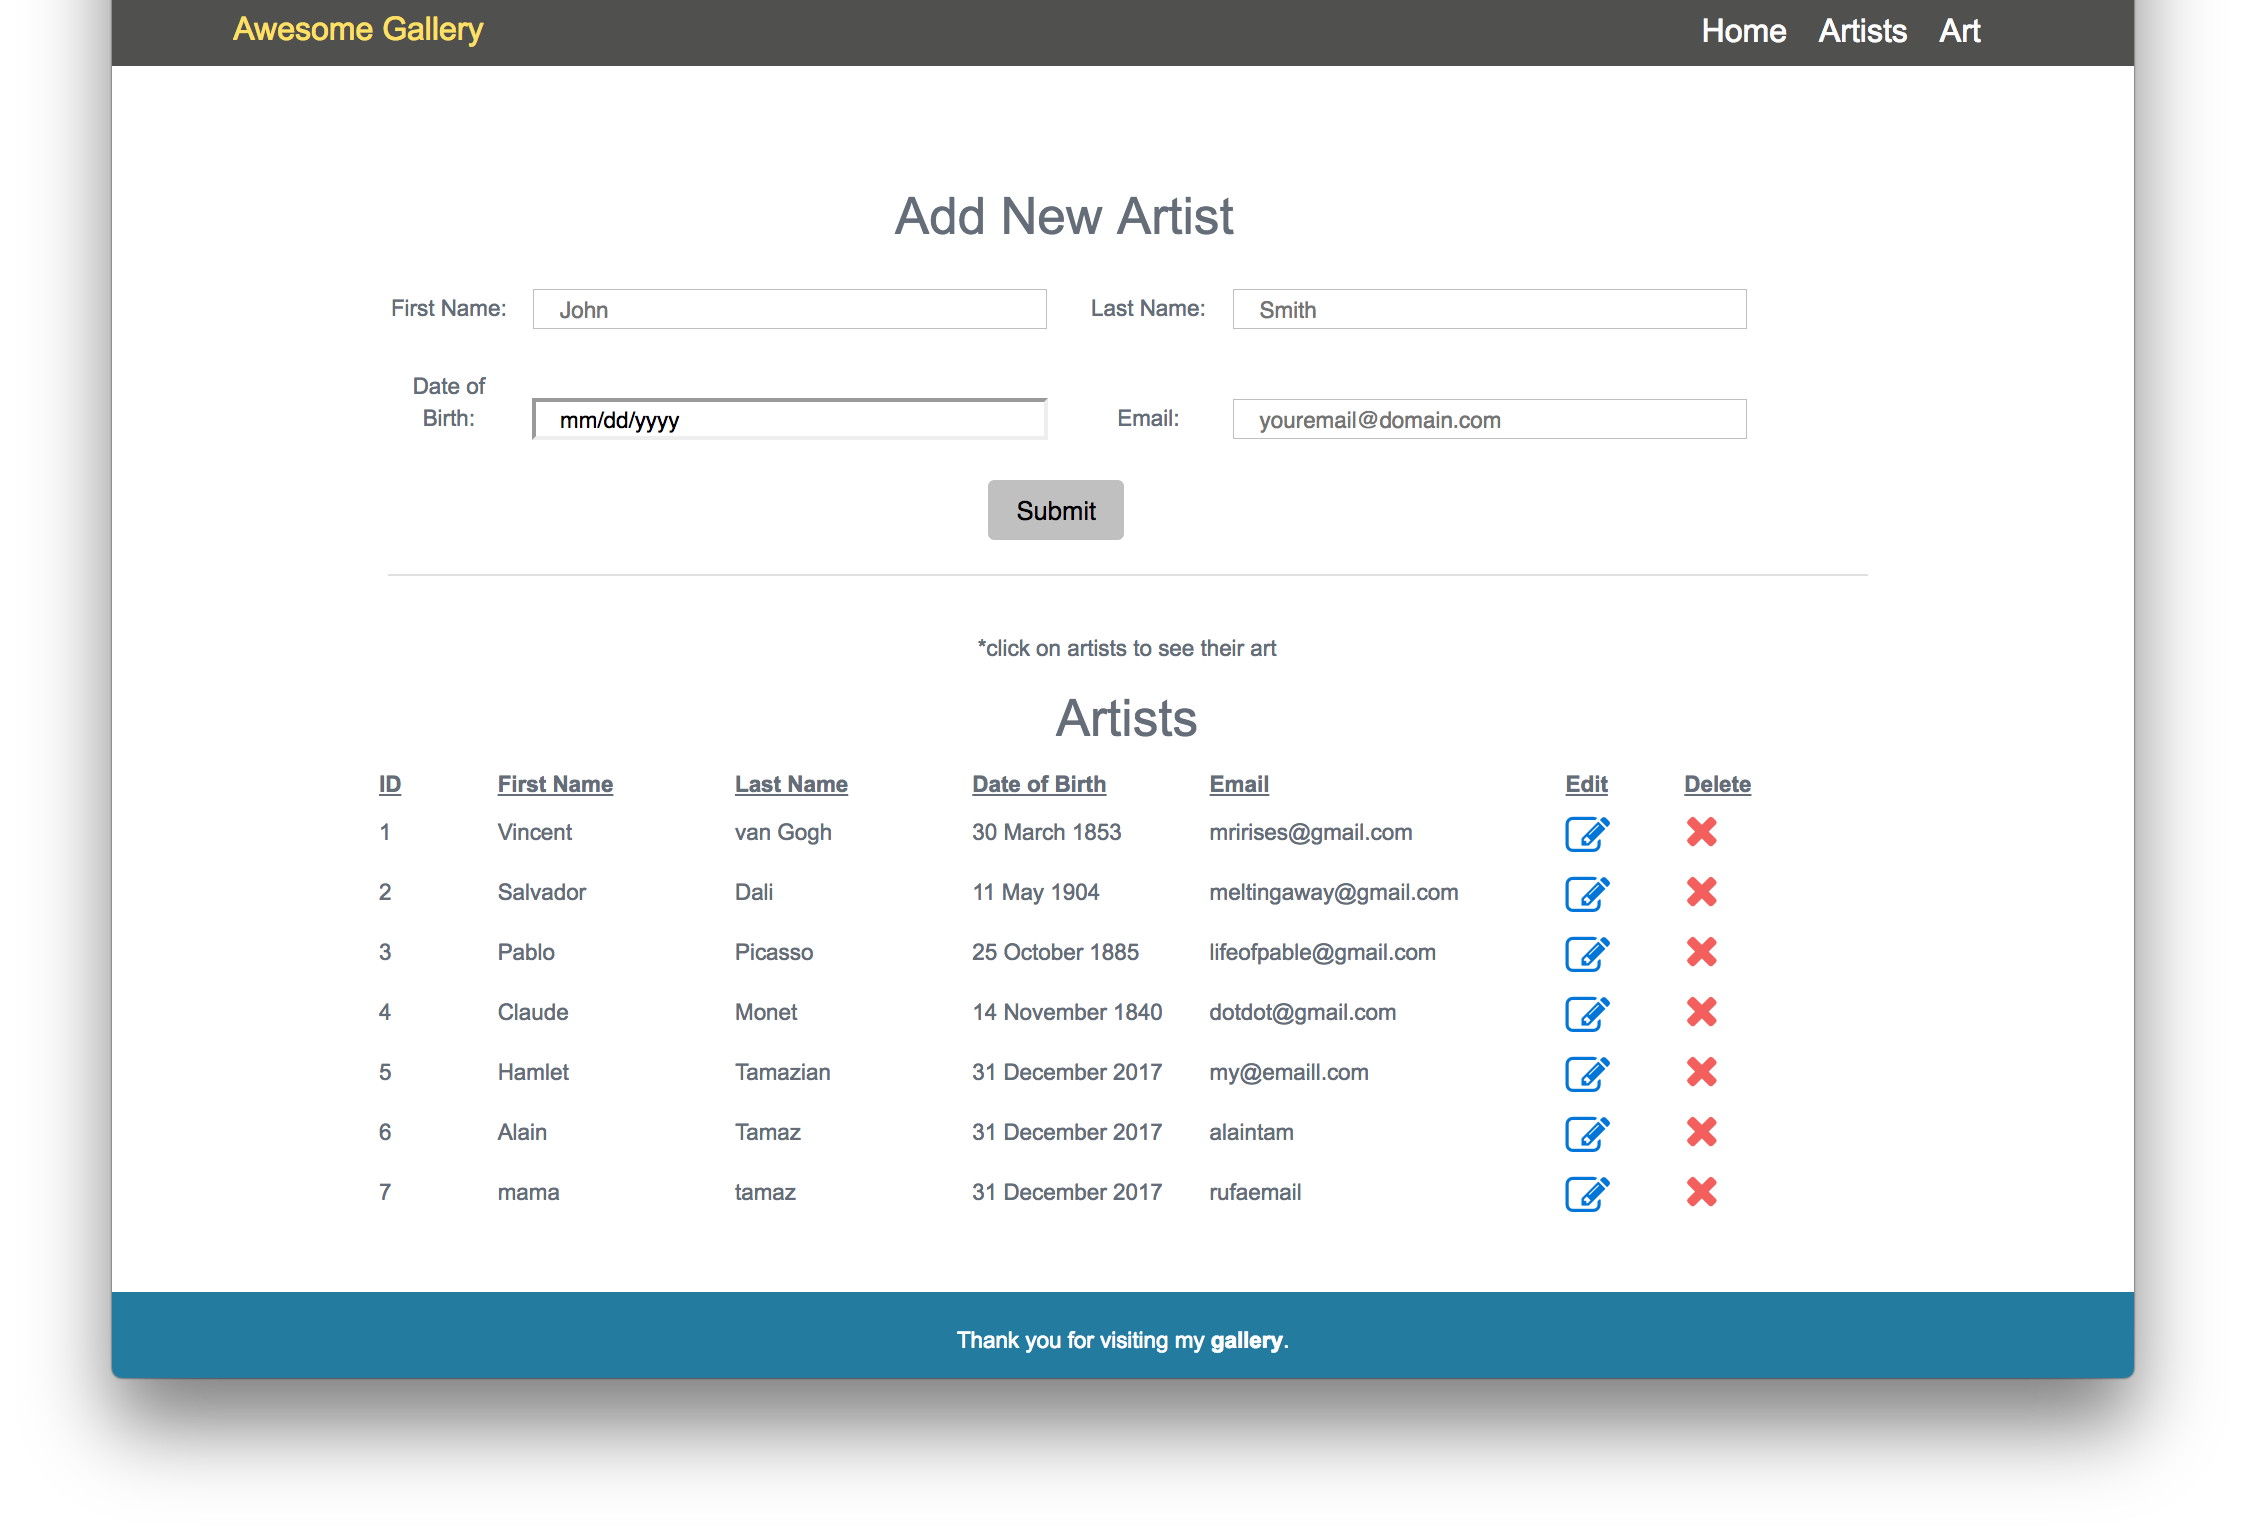 Awesome Gallery Home Artists Art
Add New Artist
First Name: John Last Name: Smith
Date of
Birth: mm/dd/yyyy Email: youremail@domain.com
Submit
*click on artists to see their art
Artists
ID First Name Last Name Date of Birth Email Edit Delete
1 Vincent van Gogh 30 March 1853 mririses@gmail.com
2 Salvador Dali 11 May 1904 meltingaway@gmail.com
3 Pablo Picasso 25 October 1885 lifeofpable@gmail.com
4 Claude Monet 14 November 1840 dotdot@gmail.com
5 Hamlet Tamazian 31 December 2017 my@emaill.com
6 Alain Tamaz 31 December 2017 alaintam
7 mama tamaz 31 December 2017 rufaemail
Thank you for visiting my gallery.